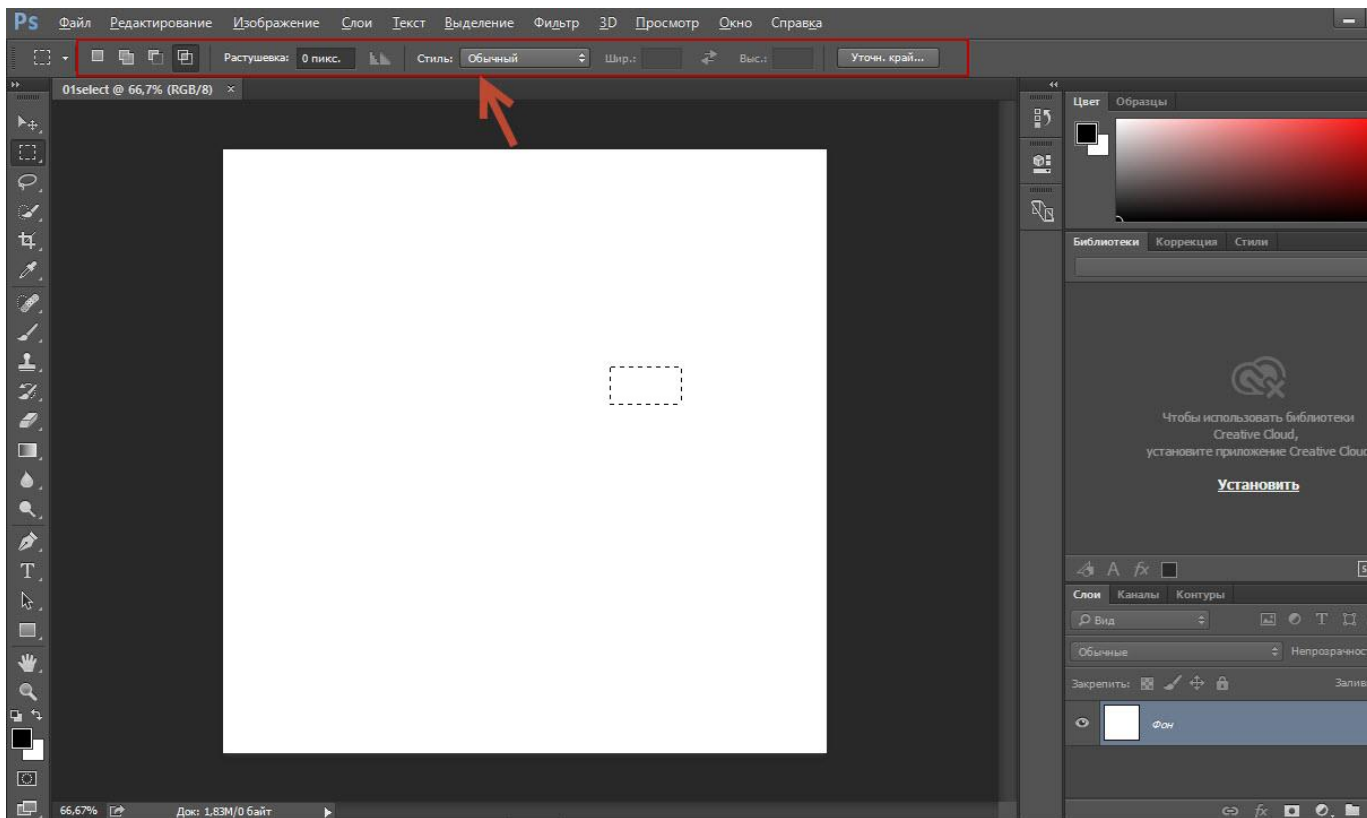 Ps Файл Редактирование Изображение Слои Текст Выделение Фильтр 3D Просмотр Окно Справка
Растушевка: 0 пикс. Стиль: Обычный Шир.: Выс.: Уточн. край...
01select @ 66,7% (RGB/8) ×
Цвет Образцы
Библиотеки Коррекция Стили
Чтобы использовать библиотеки
Creative Cloud,
установите приложение Creative Cloud
Установить
Слои Каналы Контуры
Вид
Обычные Непрозрачнос
Закрепить: Залив
Фон
66,67% Док: 1,83M/0 байт